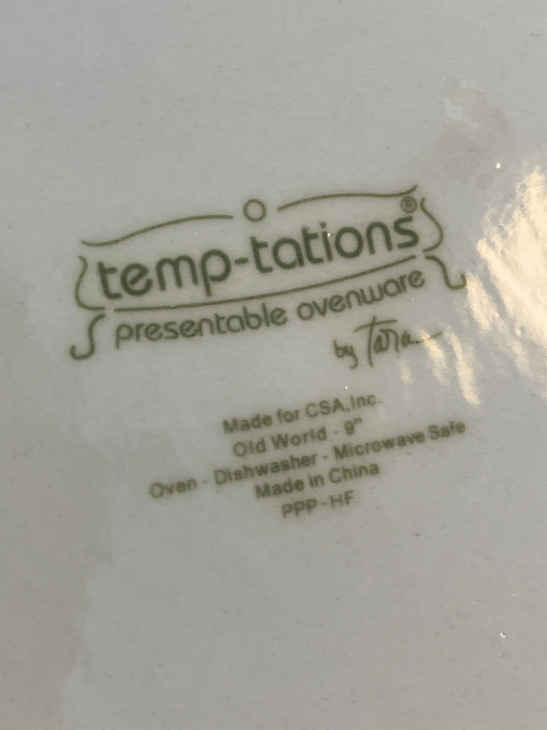 temp-tations®
presentable ovenware
by Tara
Made for CSA,Inc.
Old World - 9"
Oven - Dishwasher - Microwave Safe
Made in China
PPP-HF